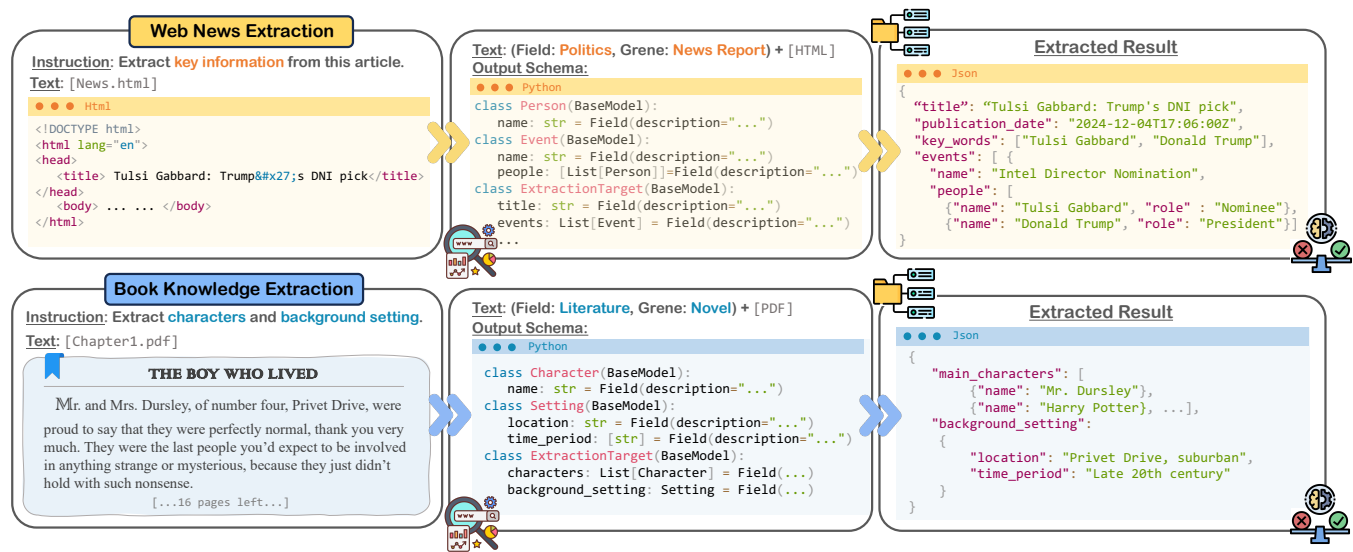 Web News Extraction
Instruction: Extract key information from this article.
Text: [News.html]
Html
<!DOCTYPE html>
<html lang="en">
<head>
<title> Tulsi Gabbard: Trump&#x27;s DNI pick</title>
</head>
<body> ... ... </body>
</html>
Text: (Field: Politics, Grene: News Report) + [HTML]
Output Schema:
Python
class Person(BaseModel):
name: str = Field(description="...")
class Event(BaseModel):
name: str = Field(description="...")
people: [List[Person]]=Field(description="...")
class ExtractionTarget(BaseModel):
title: str = Field(description="...")
events: List[Event] = Field(description="...")
...
WWW
Extracted Result
Json
{
“title”: “Tulsi Gabbard: Trump's DNI pick",
"publication_date": "2024-12-04T17:06:00Z",
"key_words": ["Tulsi Gabbard", "Donald Trump"],
"events": [ {
"name": "Intel Director Nomination",
"people": [
{"name": "Tulsi Gabbard", "role" : "Nominee"},
{"name": "Donald Trump", "role": "President"}]
}
Book Knowledge Extraction
Instruction: Extract characters and background setting.
Text: [Chapter1.pdf]
THE BOY WHO LIVED
Mr. and Mrs. Dursley, of number four, Privet Drive, were
proud to say that they were perfectly normal, thank you very
much. They were the last people you’d expect to be involved
in anything strange or mysterious, because they just didn’t
hold with such nonsense.
[...16 pages left...]
Text: (Field: Literature, Grene: Novel) + [PDF]
Output Schema:
Python
class Character(BaseModel):
name: str = Field(description="...")
class Setting(BaseModel):
location: str = Field(description="...")
time_period: [str] = Field(description="...")
class ExtractionTarget(BaseModel):
characters: List[Character] = Field(...)
background_setting: Setting = Field(...)
WWW
Extracted Result
Json
{
"main_characters": [
{"name": "Mr. Dursley"},
{"name": "Harry Potter}, ...],
"background_setting":
{
"location": "Privet Drive, suburban",
"time_period": "Late 20th century"
}
}